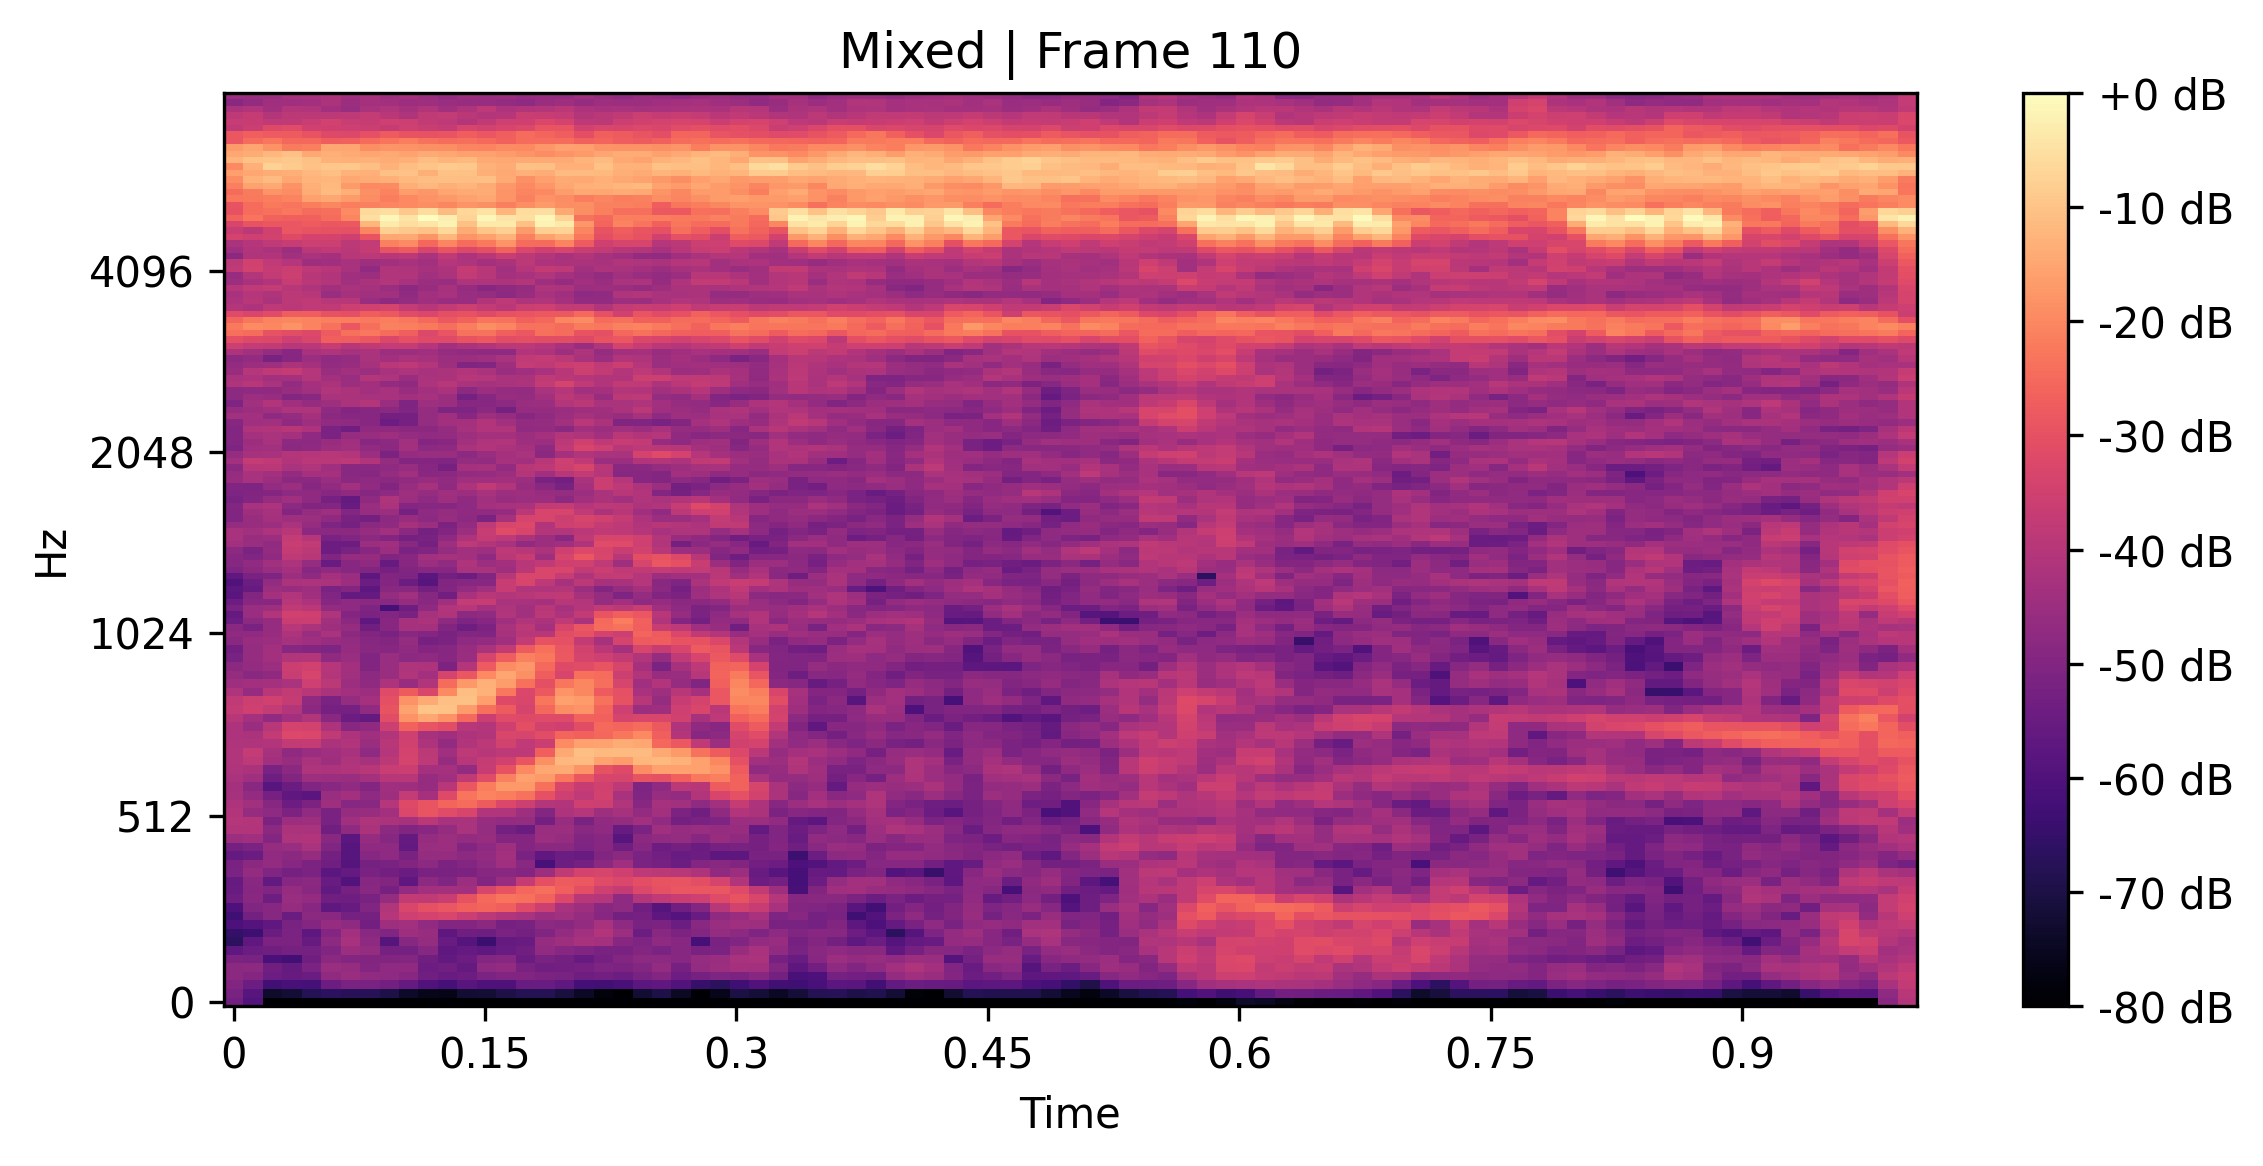 Mixed | Frame 110
Hz
4096
2048
1024
512
0
0 0.15 0.3 0.45 0.6 0.75 0.9
Time
+0 dB
-10 dB
-20 dB
-30 dB
-40 dB
-50 dB
-60 dB
-70 dB
-80 dB